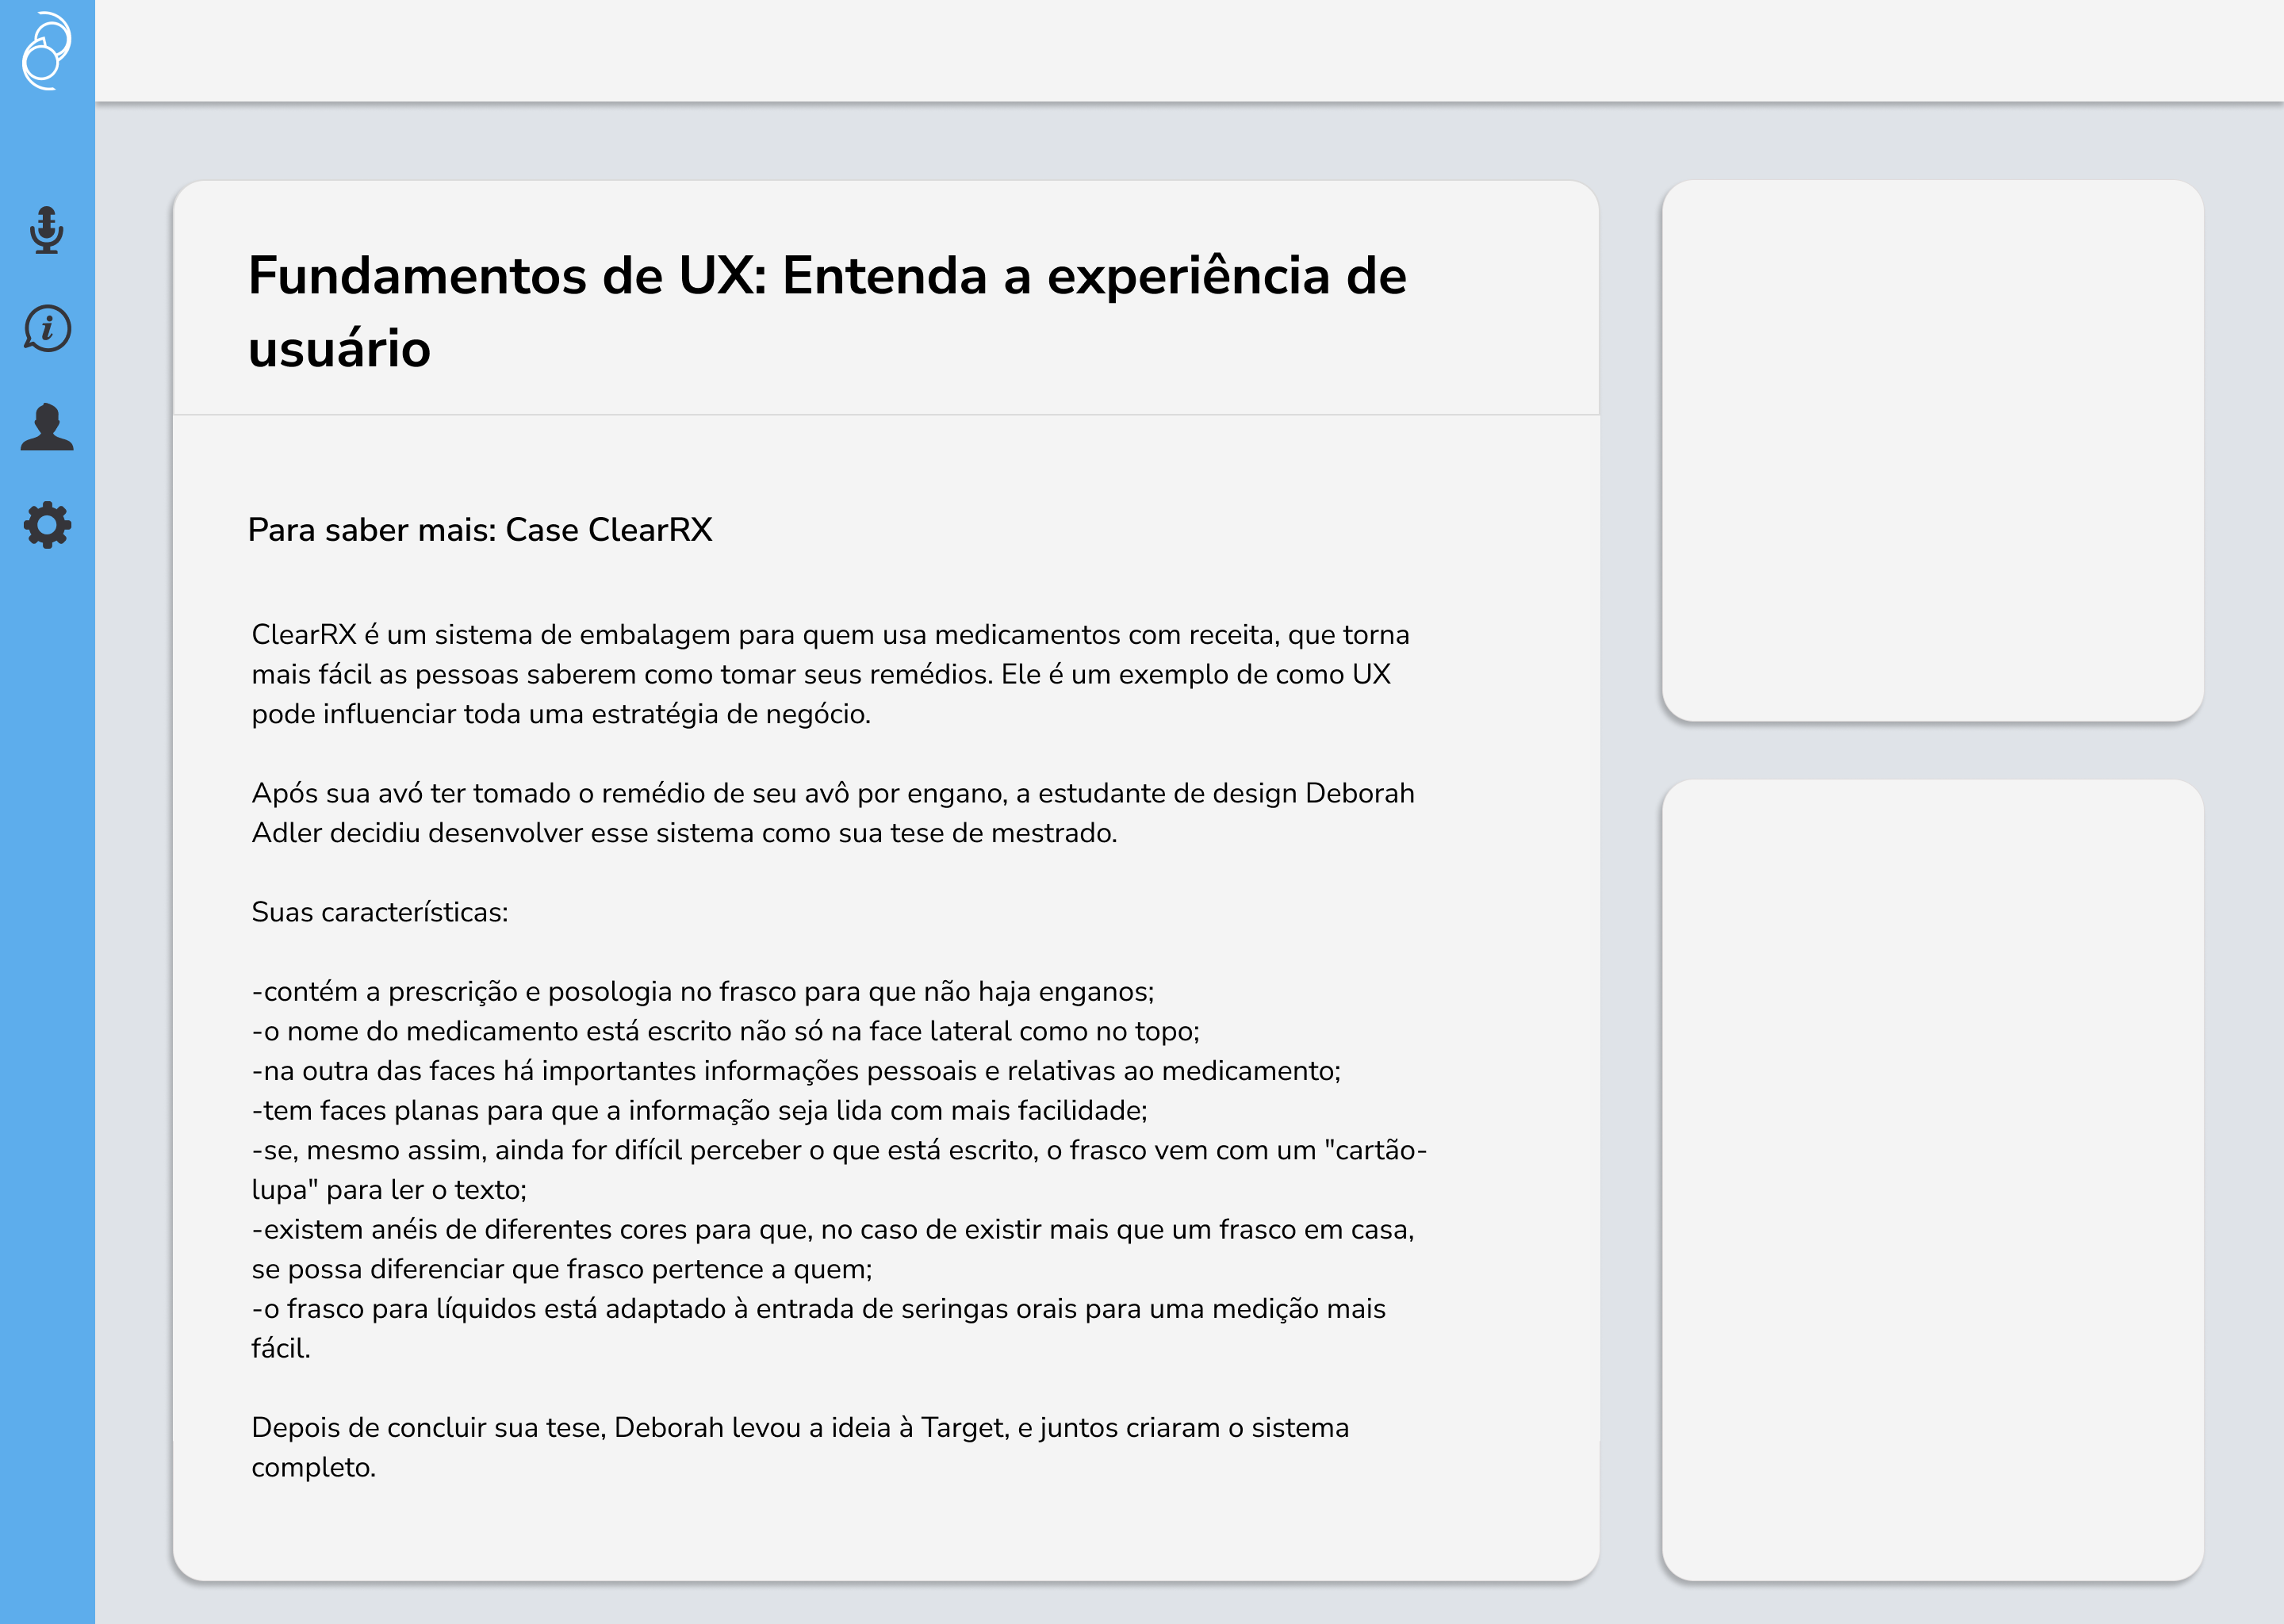 Fundamentos de UX: Entenda a experiência de
usuário
Para saber mais: Case ClearRX
ClearRX é um sistema de embalagem para quem usa medicamentos com receita, que torna
mais fácil as pessoas saberem como tomar seus remédios. Ele é um exemplo de como UX
pode influenciar toda uma estratégia de negócio.
Após sua avó ter tomado o remédio de seu avô por engano, a estudante de design Deborah
Adler decidiu desenvolver esse sistema como sua tese de mestrado.
Suas características:
-contém a prescrição e posologia no frasco para que não haja enganos;
-o nome do medicamento está escrito não só na face lateral como no topo;
-na outra das faces há importantes informações pessoais e relativas ao medicamento;
-tem faces planas para que a informação seja lida com mais facilidade;
-se, mesmo assim, ainda for difícil perceber o que está escrito, o frasco vem com um "cartão-
lupa" para ler o texto;
-existem anéis de diferentes cores para que, no caso de existir mais que um frasco em casa,
se possa diferenciar que frasco pertence a quem;
-o frasco para líquidos está adaptado à entrada de seringas orais para uma medição mais
fácil.
Depois de concluir sua tese, Deborah levou a ideia à Target, e juntos criaram o sistema
completo.